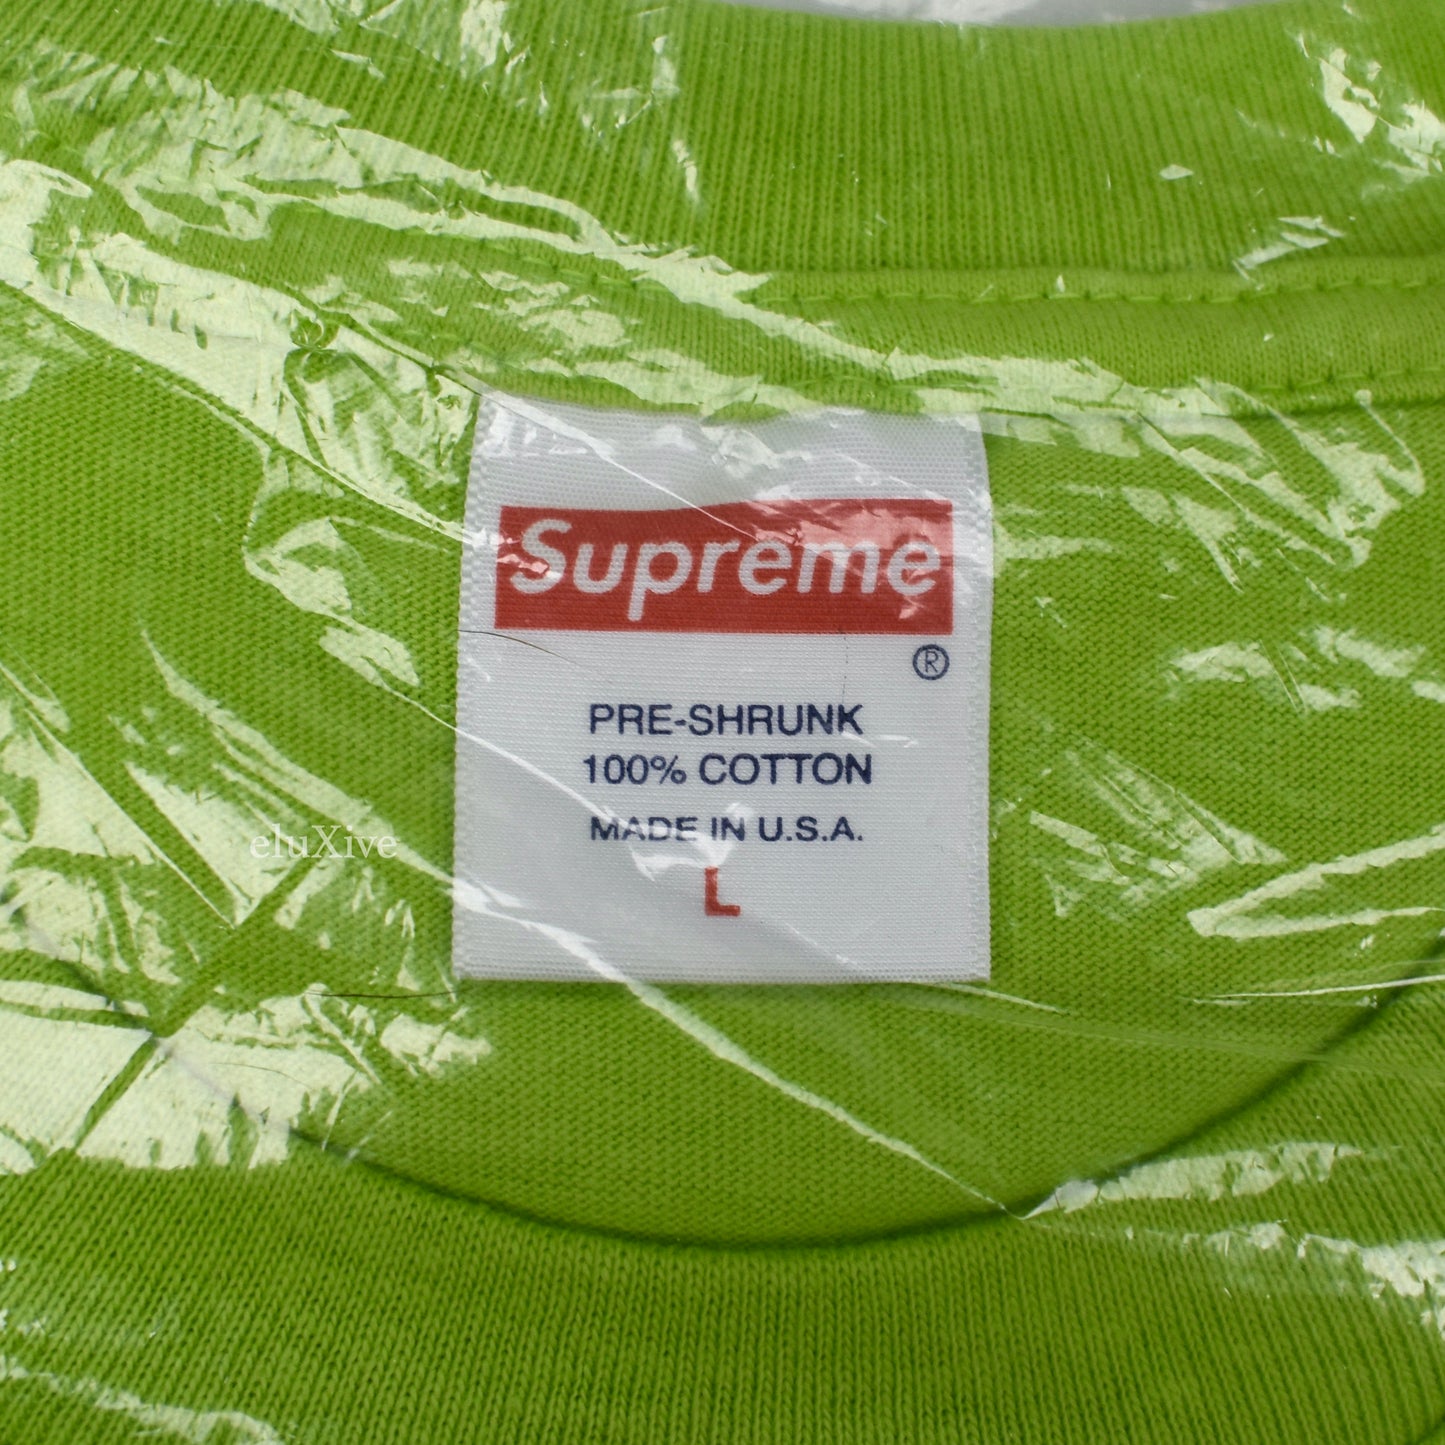 Supreme
®
PRE-SHRUNK
100% COTTON
MADE IN U.S.A.
L
eluXive